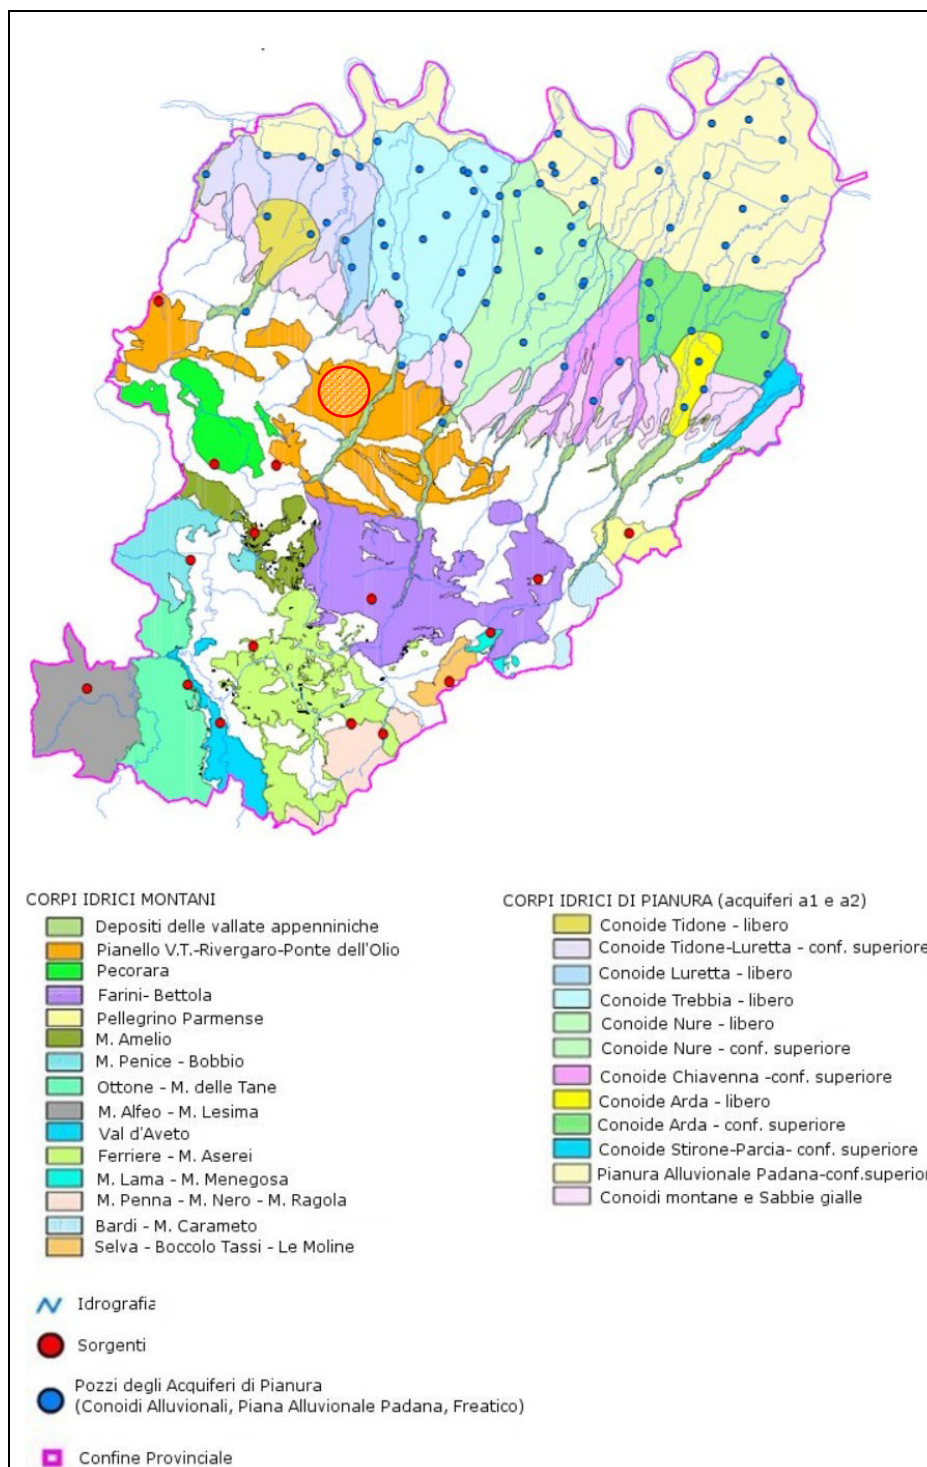 CORPI IDRICI MONTANI
Depositi delle vallate appenniniche
Pianello V.T.-Rivergaro-Ponte dell'Olio
Pecorara
Farini- Bettola
Pellegrino Parmense
M. Amelio
M. Penice - Bobbio
Ottone - M. delle Tane
M. Alfeo - M. Lesima
Val d'Aveto
Ferriere - M. Aserei
M. Lama - M. Menegosa
M. Penna - M. Nero - M. Ragola
Bardi - M. Carameto
Selva - Boccolo Tassi - Le Moline
CORPI IDRICI DI PIANURA (acquiferi a1 e a2)
Conoide Tidone - libero
Conoide Tidone-Luretta - conf. superiore
Conoide Luretta - libero
Conoide Trebbia - libero
Conoide Nure - libero
Conoide Nure - conf. superiore
Conoide Chiavenna -conf. superiore
Conoide Arda - libero
Conoide Arda - conf. superiore
Conoide Stirone-Parcia- conf. superiore
Pianura Alluvionale Padana-conf.superior
Conoidi montane e Sabbie gialle
Idrografia
Sorgenti
Pozzi degli Acquiferi di Pianura
(Conoidi Alluvionali, Piana Alluvionale Padana, Freatico)
Confine Provinciale